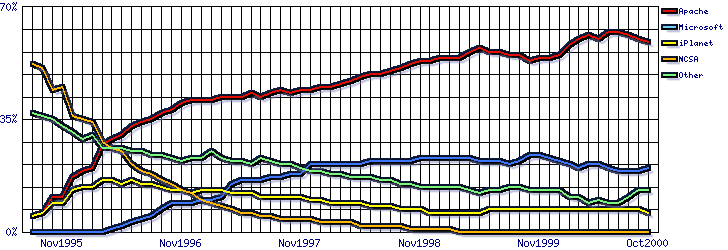 70%
Apache
Microsoft
iPlanet
NCSA
Other
35%
0%
Nov1995 Nov1996 Nov1997 Nov1998 Nov1999 Oct2000